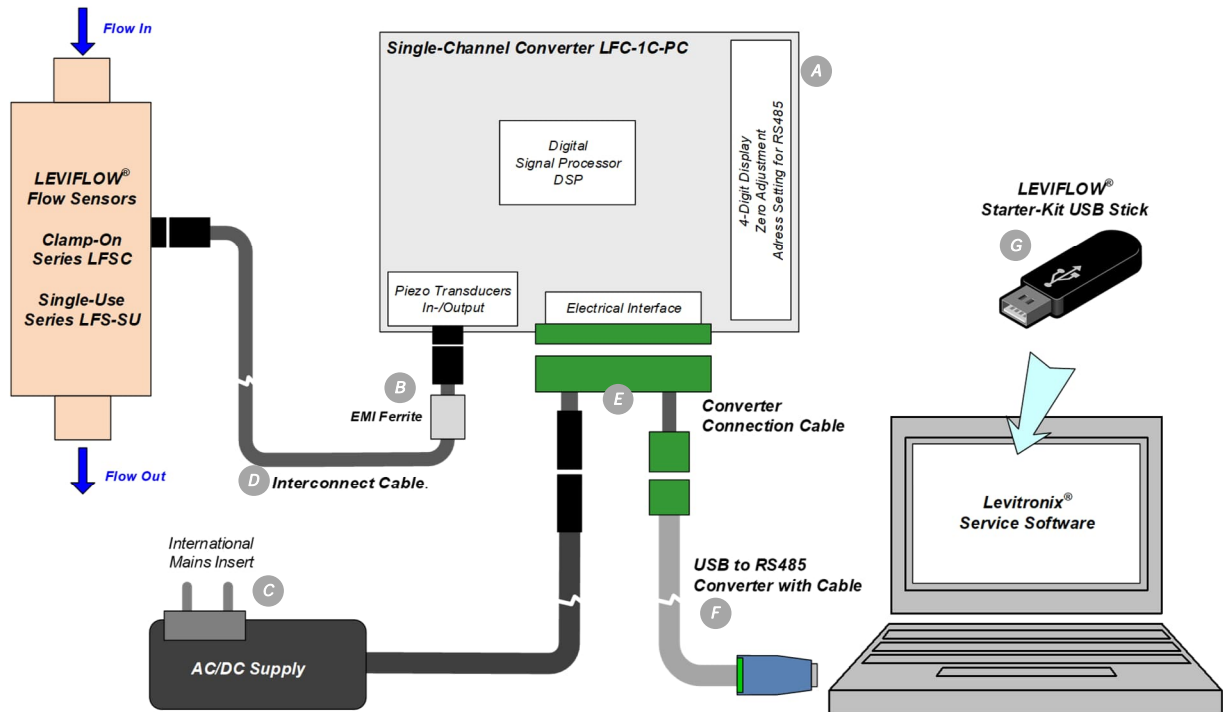 Flow In
LEVIFLOW®
Flow Sensors
Clamp-On
Series LFSC
Single-Use
Series LFS-SU
Flow Out
Single-Channel Converter LFC-1C-PC
A
Digital
Signal Processor
DSP
4-Digit Display
Zero Adjustment
Adress Setting for RS485
Piezo Transducers
In-/Output
Electrical Interface
B
EMI Ferrite
E
Converter
Connection Cable
D
Interconnect Cable.
LEVIFLOW®
Starter-Kit USB Stick
G
Levitronix®
Service Software
International
Mains Insert
C
AC/DC Supply
USB to RS485
Converter with Cable
F